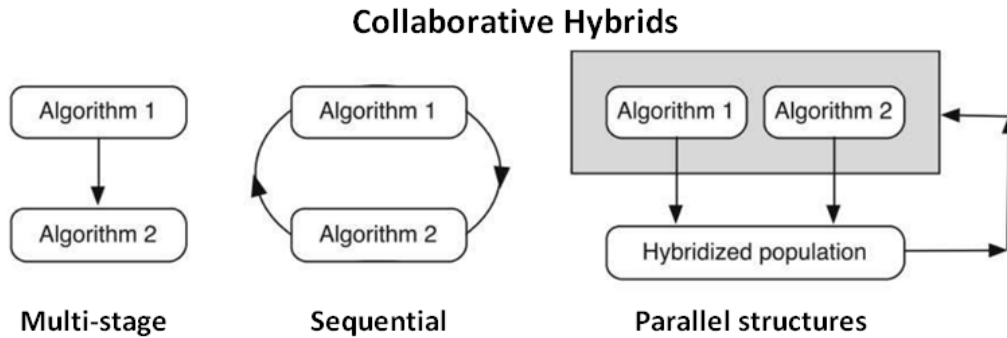 Collaborative Hybrids
Algorithm 1
Algorithm 2
Multi-stage
Algorithm 1
Algorithm 2
Sequential
Algorithm 1
Algorithm 2
Hybridized population
Parallel structures